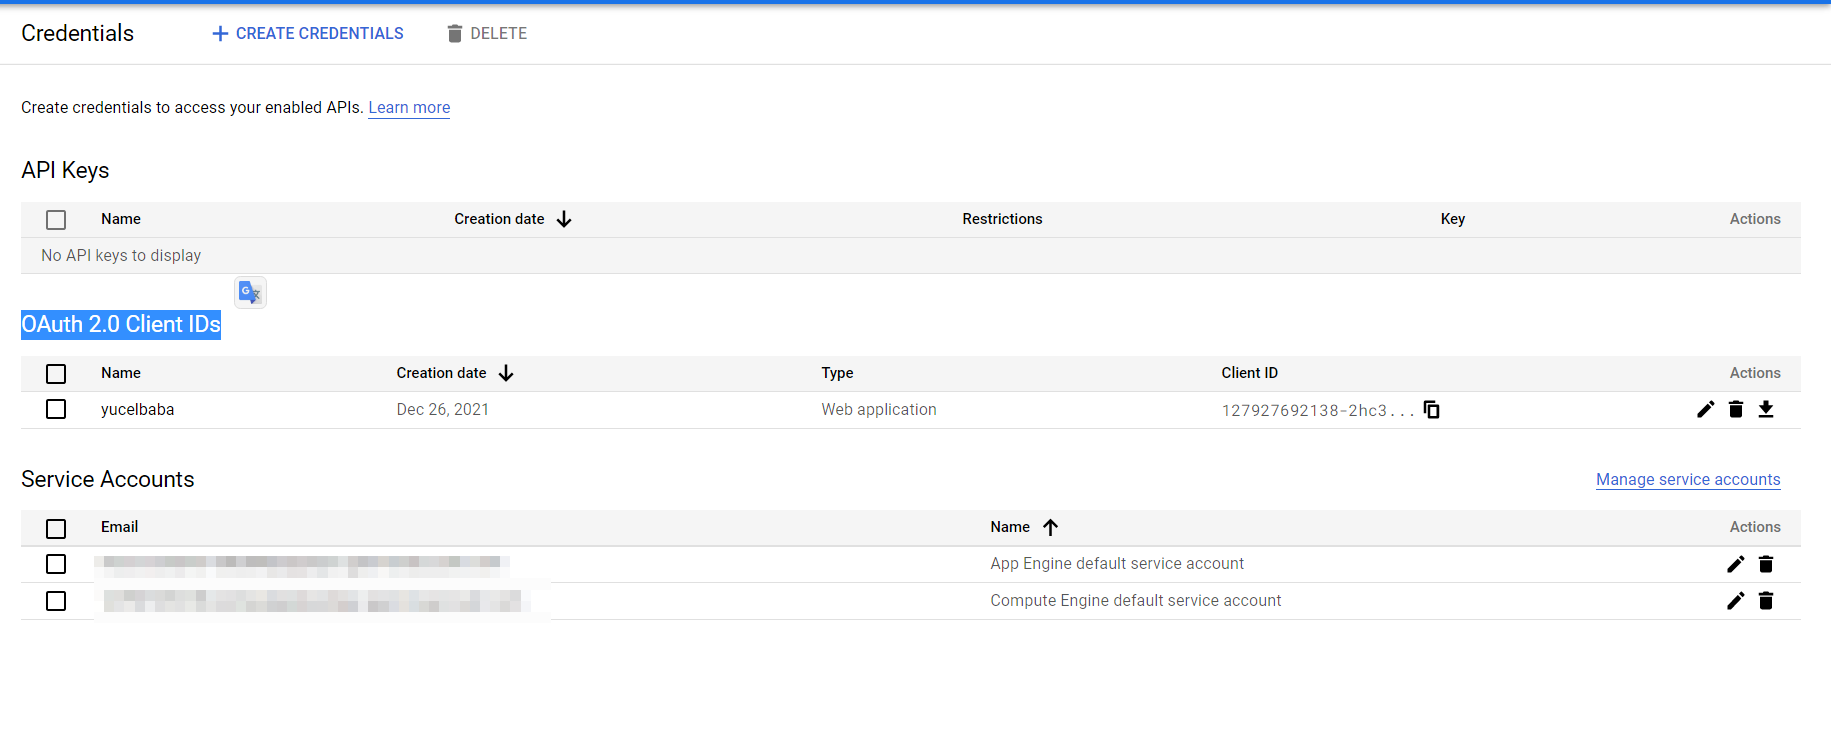 Credentials
CREATE CREDENTIALS
DELETE
Create credentials to access your enabled APIs. Learn more
API Keys
Name Creation date Restrictions Key Actions
No API keys to display
G
OAuth 2.0 Client IDs
Name Creation date Type Client ID Actions
yucelbaba Dec 26, 2021 Web application 127927692138-2hc3...
Service Accounts Manage service accounts
Email Name Actions
App Engine default service account
Compute Engine default service account